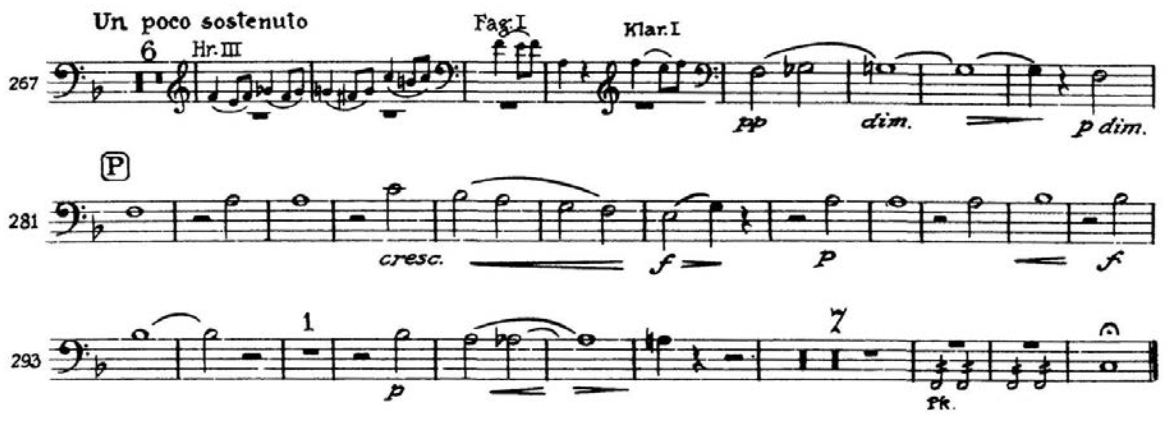 Un poco sostenuto
6 Hr. III Fag. I Klar. I
267
pp dim. p dim.
P
281
cresc. f p f
1 7
293
p Pk.